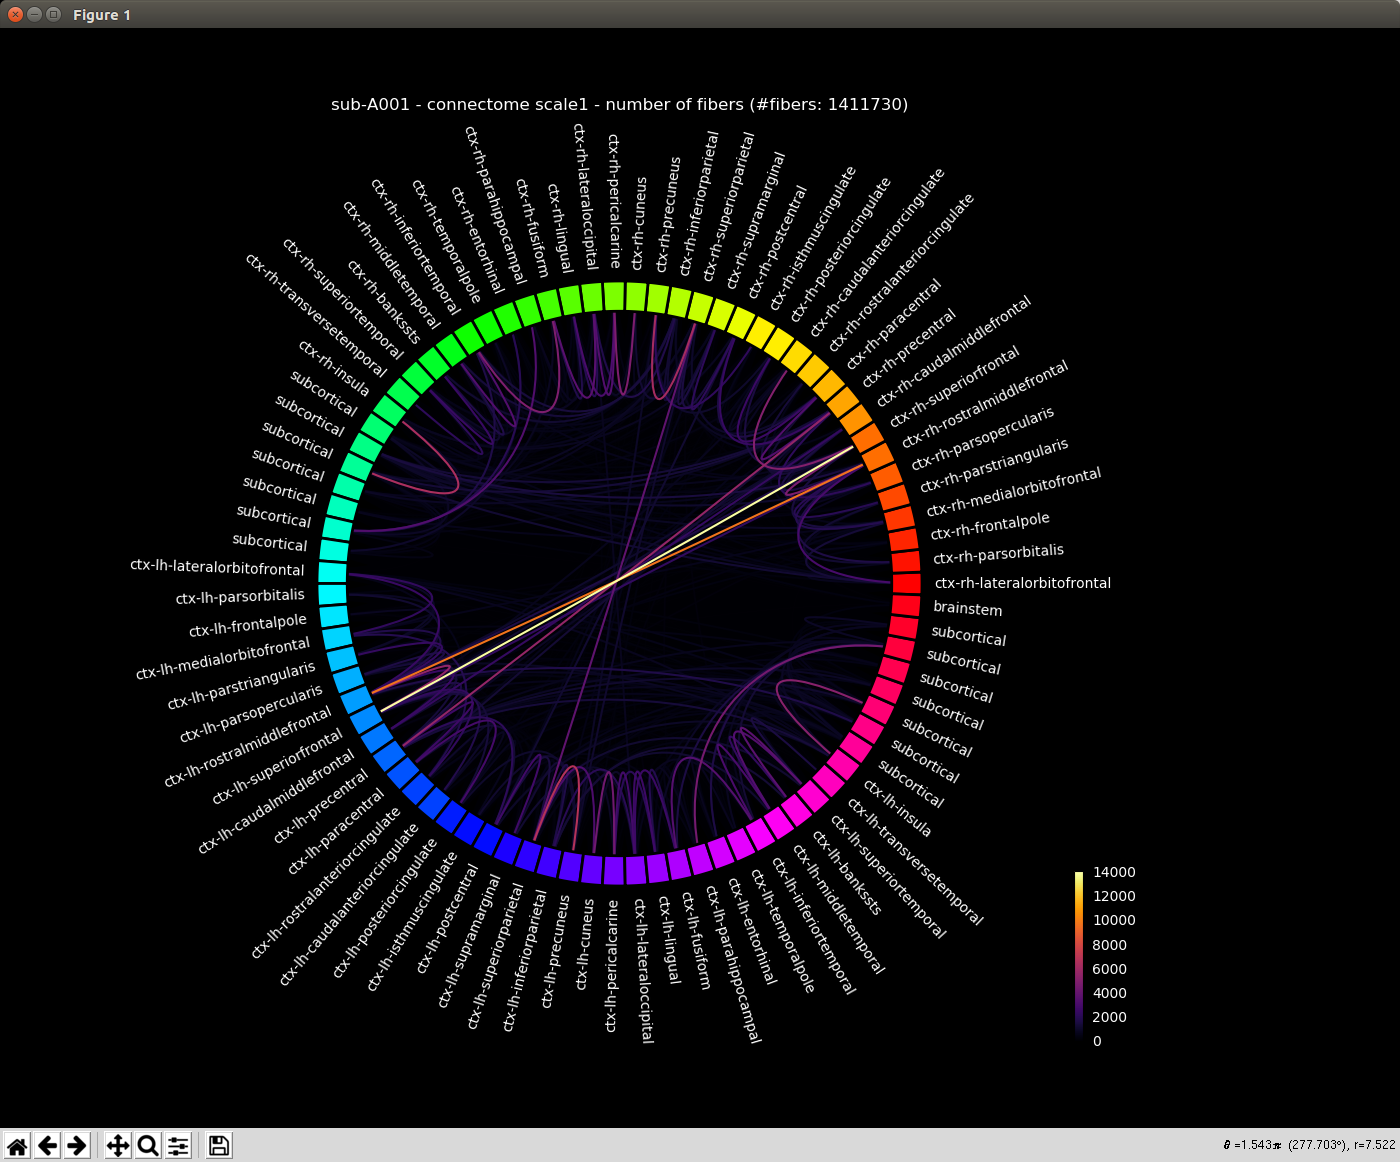 Figure 1
sub-A001 - connectome scale1 - number of fibers (#fibers: 1411730)
ctx-rh-pericalcarine
ctx-rh-cuneus
ctx-rh-precuneus
ctx-rh-inferiorparietal
ctx-rh-superiorparietal
ctx-rh-supramarginal
ctx-rh-postcentral
ctx-rh-isthmuscingulate
ctx-rh-posteriorcingulate
ctx-rh-caudalanteriorcingulate
ctx-rh-rostralanteriorcingulate
ctx-rh-paracentral
ctx-rh-precentral
ctx-rh-caudalmiddlefrontal
ctx-rh-superiorfrontal
ctx-rh-rostralmiddlefrontal
ctx-rh-parsopercularis
ctx-rh-parstriangularis
ctx-rh-medialorbitofrontal
ctx-rh-frontalpole
ctx-rh-parsorbitalis
ctx-rh-lateralorbitofrontal
brainstem
subcortical
subcortical
subcortical
subcortical
subcortical
subcortical
subcortical
ctx-lh-insula
ctx-lh-transversetemporal
ctx-lh-superiortemporal
ctx-lh-bankssts
ctx-lh-middletemporal
ctx-lh-inferiortemporal
ctx-lh-temporalpole
ctx-lh-entorhinal
ctx-lh-parahippocampal
ctx-lh-fusiform
ctx-lh-lingual
ctx-lh-lateraloccipital
ctx-lh-pericalcarine
ctx-lh-cuneus
ctx-lh-precuneus
ctx-lh-inferiorparietal
ctx-lh-superiorparietal
ctx-lh-supramarginal
ctx-lh-postcentral
ctx-lh-isthmuscingulate
ctx-lh-posteriorcingulate
ctx-lh-caudalanteriorcingulate
ctx-lh-rostralanteriorcingulate
ctx-lh-paracentral
ctx-lh-precentral
ctx-lh-caudalmiddlefrontal
ctx-lh-superiorfrontal
ctx-lh-rostralmiddlefrontal
ctx-lh-parsopercularis
ctx-lh-parstriangularis
ctx-lh-medialorbitofrontal
ctx-lh-frontalpole
ctx-lh-parsorbitalis
ctx-lh-lateralorbitofrontal
subcortical
subcortical
subcortical
subcortical
subcortical
subcortical
subcortical
ctx-rh-insula
ctx-rh-transversetemporal
ctx-rh-superiortemporal
ctx-rh-bankssts
ctx-rh-middletemporal
ctx-rh-inferiortemporal
ctx-rh-temporalpole
ctx-rh-entorhinal
ctx-rh-parahippocampal
ctx-rh-fusiform
ctx-rh-lingual
ctx-rh-lateraloccipital
14000
12000
10000
8000
6000
4000
2000
0
θ=1.543π (277.703°), r=7.522